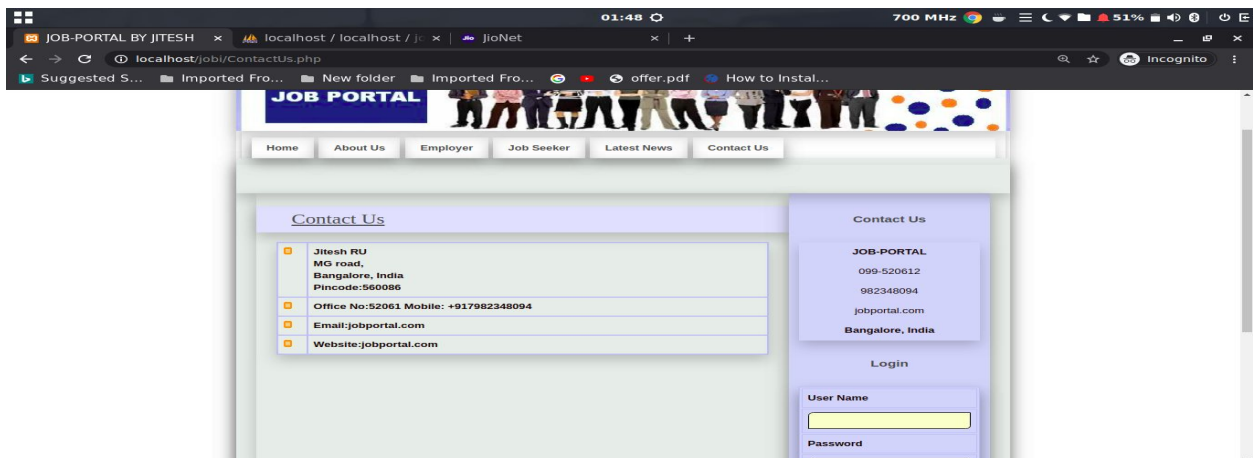 01:48
700 MHz
51%
JOB-PORTAL BY JITESH
localhost / localhost / jo
Jio
JioNet
localhost/jobi/ContactUs.php
Incognito
Suggested S...
Imported Fro...
New folder
Imported Fro...
offer.pdf
How to Instal...
JOB PORTAL
Home About Us Employer Job Seeker Latest News Contact Us
Contact Us
Jitesh RU
MG road,
Bangalore, India
Pincode:560086
Office No:52061 Mobile: +917982348094
Email:jobportal.com
Website:jobportal.com
Contact Us
JOB-PORTAL
099-520612
982348094
jobportal.com
Bangalore, India
Login
User Name
Password